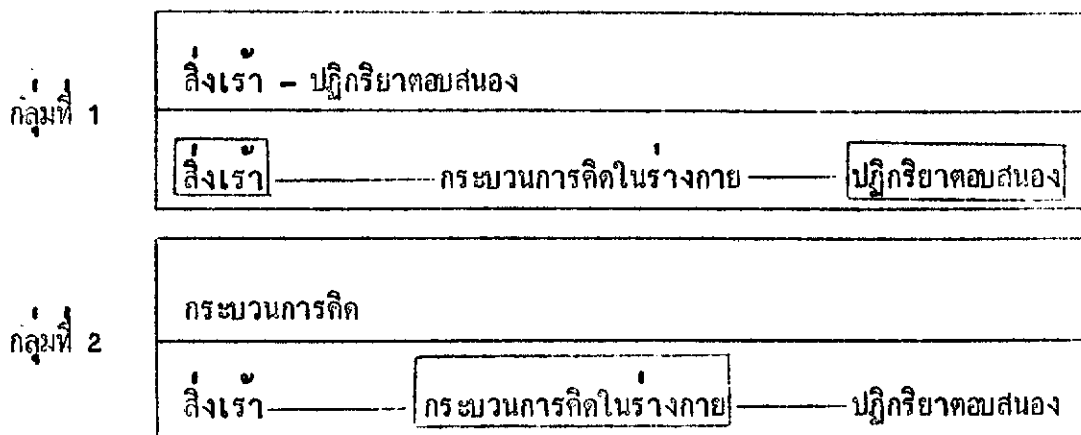 สิ่งเร้า – ปฏิกริยาตอบสนอง
กลุ่มที่ 1
สิ่งเร้า กระบวนการคิดในร่างกาย ปฏิกริยาตอบสนอง
กระบวนการคิด
กลุ่มที่ 2
สิ่งเร้า กระบวนการคิดในร่างกาย ปฏิกริยาตอบสนอง